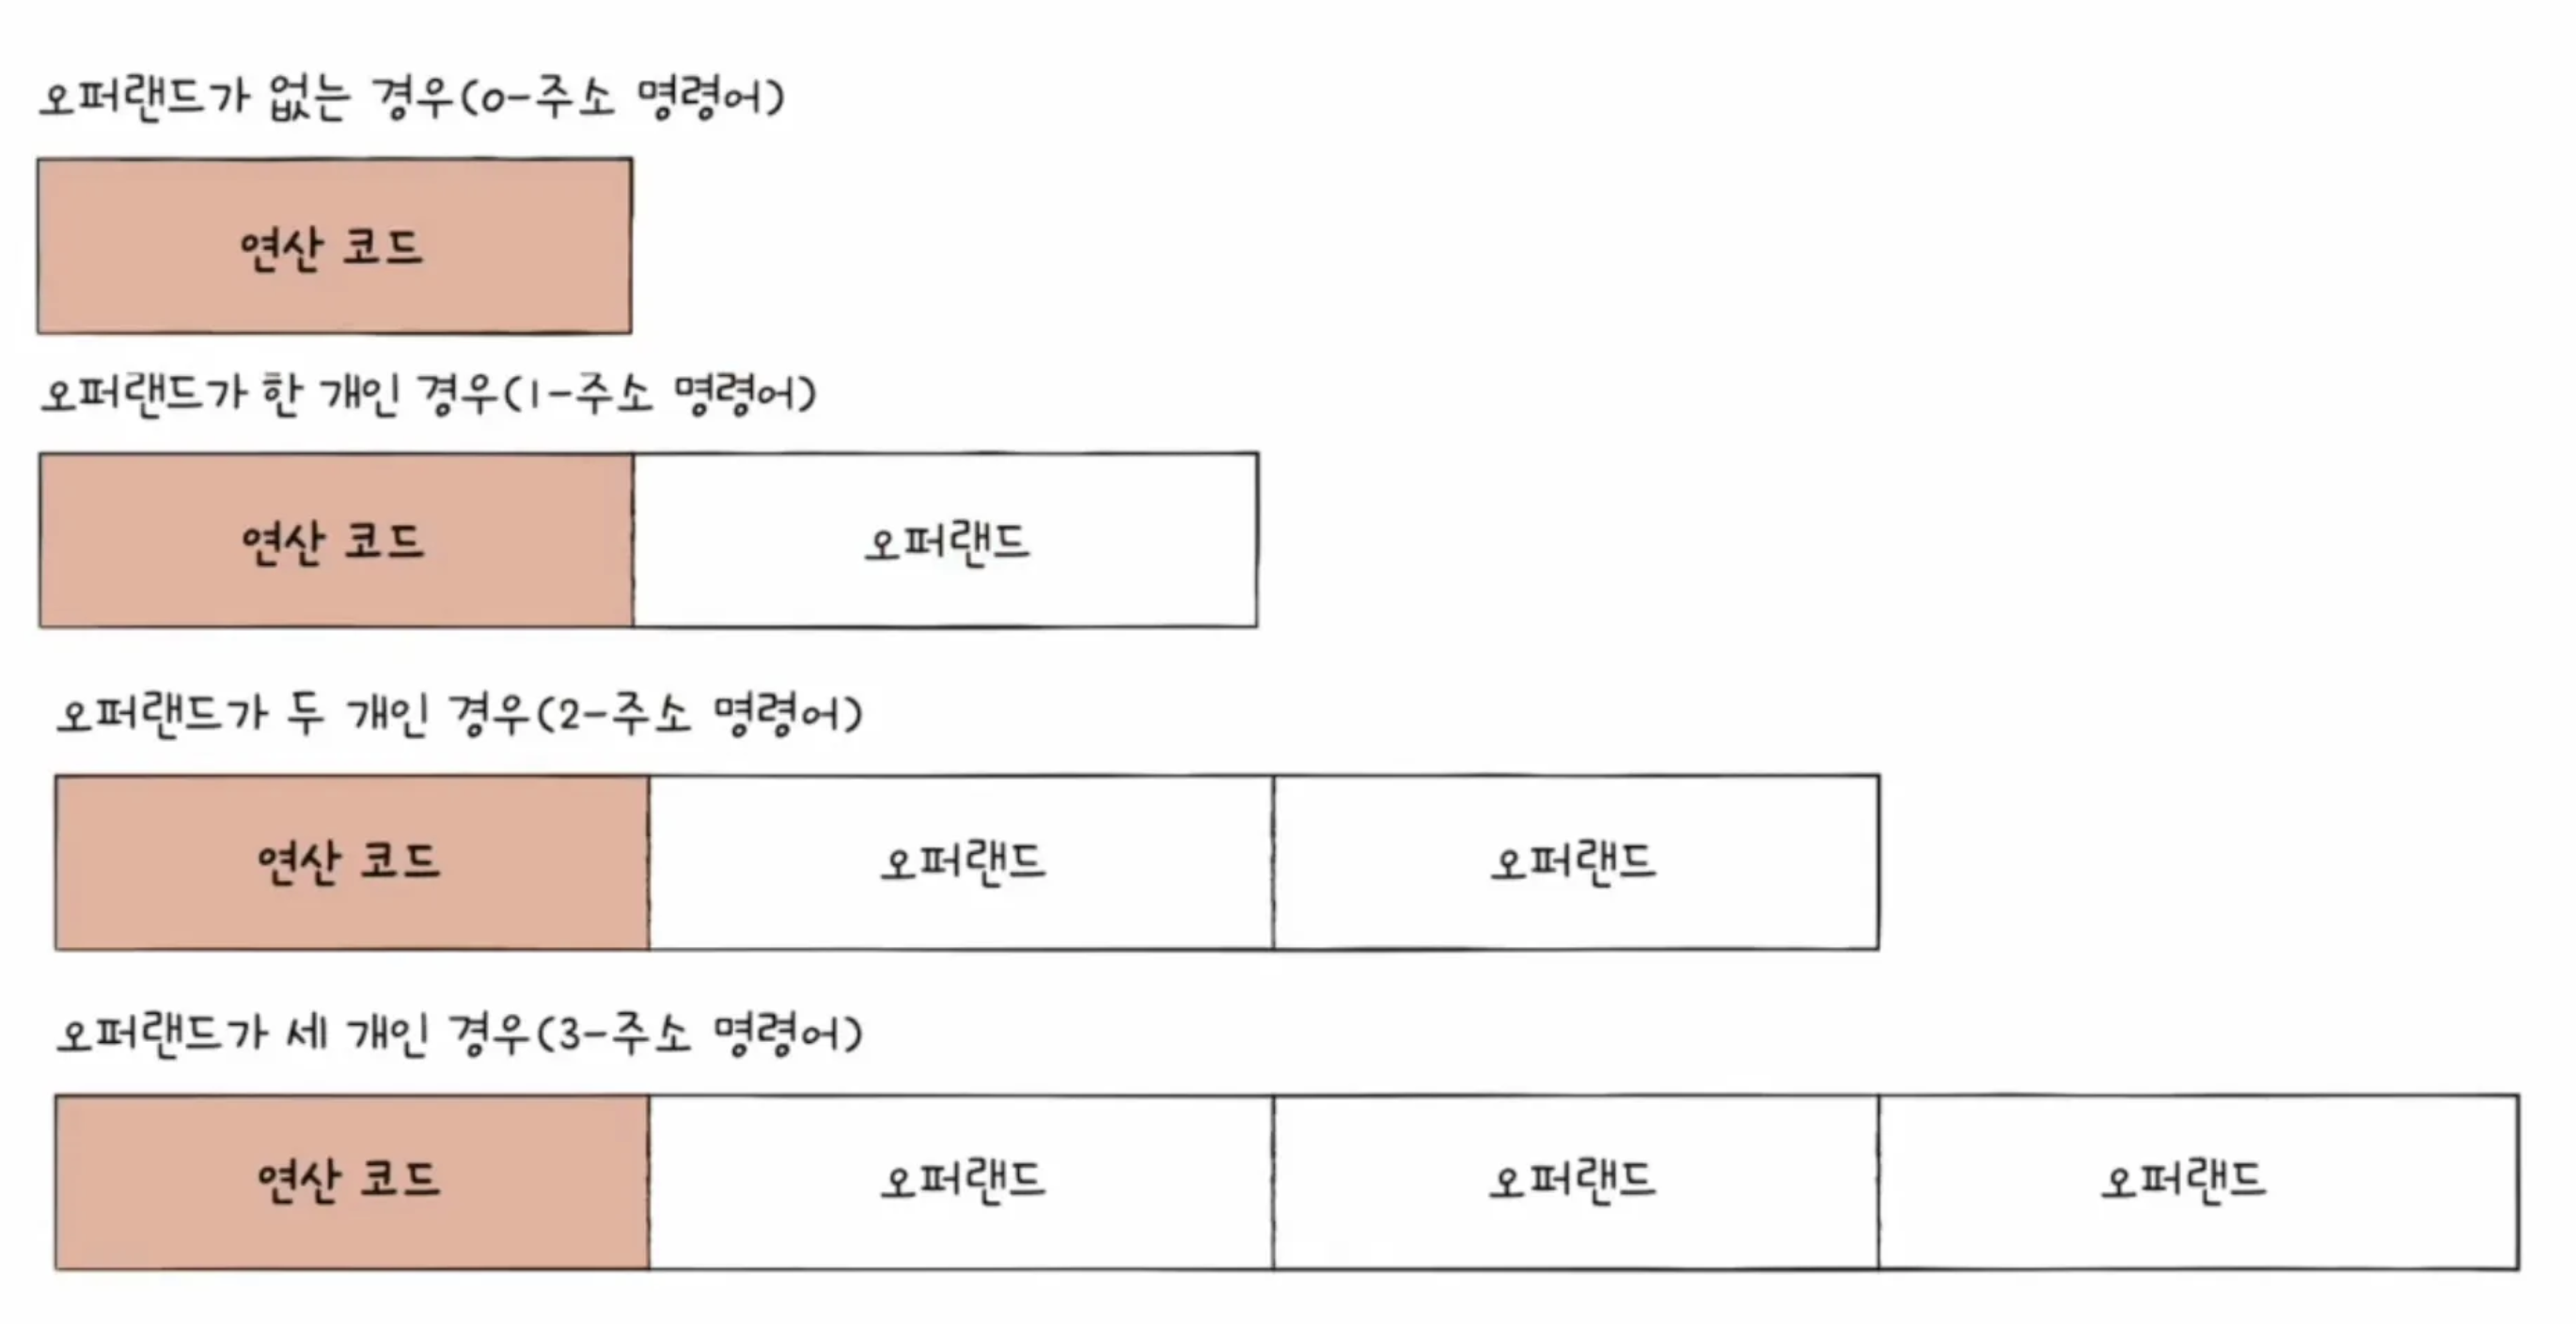 오퍼랜드가 없는 경우(0-주소 명령어)
연산 코드
오퍼랜드가 한 개인 경우(1-주소 명령어)
연산 코드 오퍼랜드
오퍼랜드가 두 개인 경우(2-주소 명령어)
연산 코드 오퍼랜드 오퍼랜드
오퍼랜드가 세 개인 경우(3-주소 명령어)
연산 코드 오퍼랜드 오퍼랜드 오퍼랜드